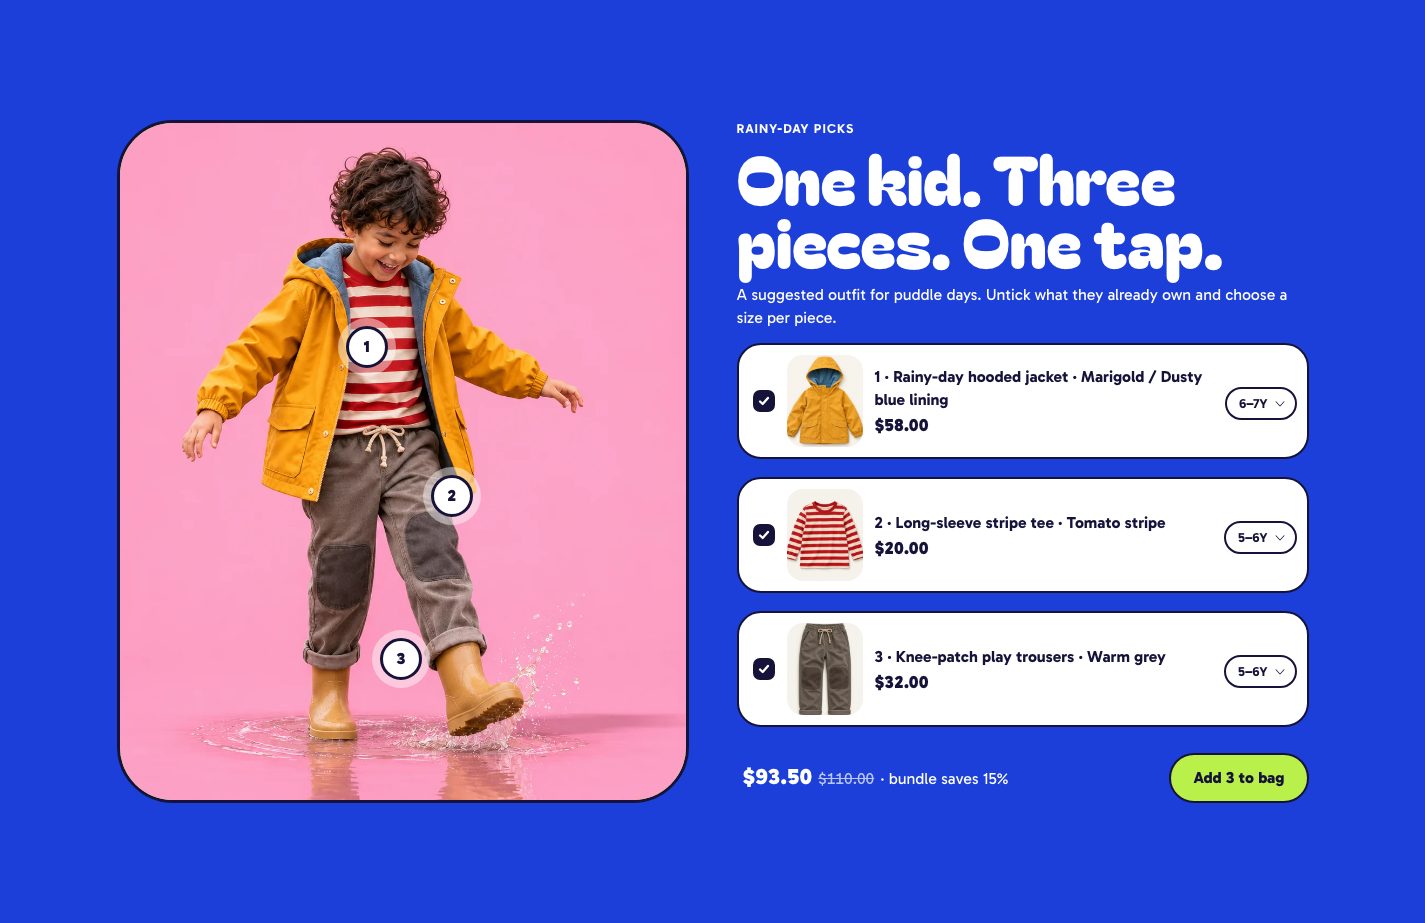 RAINY-DAY PICKS
One kid. Three
pieces. One tap.
A suggested outfit for puddle days. Untick what they already own and choose a
size per piece.
1
2
3
1 · Rainy-day hooded jacket · Marigold / Dusty
blue lining
$58.00
6–7Y
2 · Long-sleeve stripe tee · Tomato stripe
$20.00
5–6Y
3 · Knee-patch play trousers · Warm grey
$32.00
5–6Y
$93.50 $110.00 · bundle saves 15%
Add 3 to bag